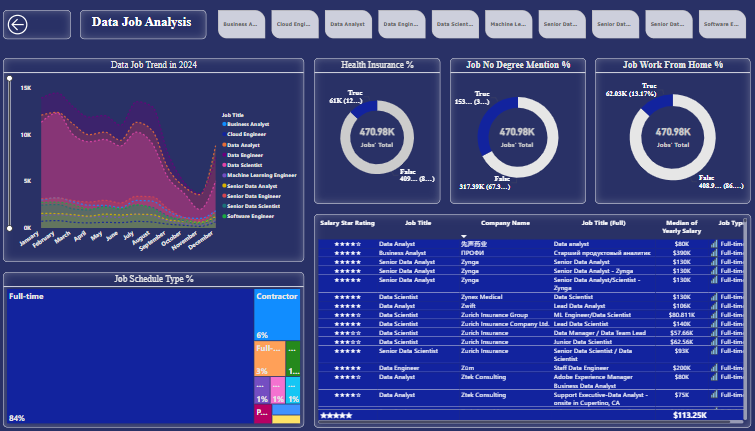 Data Job Analysis
Business A...
Cloud Engi...
Data Analyst
Data Engin...
Data Scient...
Machine Le...
Senior Dat...
Senior Dat...
Senior Dat...
Software E...
Data Job Trend in 2024
15K
10K
5K
0K
January
February
March
April
May
June
July
August
September
October
November
December
Job Title
Business Analyst
Cloud Engineer
Data Analyst
Data Engineer
Data Scientist
Machine Learning Engineer
Senior Data Analyst
Senior Data Engineer
Senior Data Scientist
Software Engineer
Health Insurance %
True
61K (12...)
470.98K
Jobs' Total
False
409... (8...)
Job No Degree Mention %
True
153... (3...)
470.98K
Jobs' Total
False
317.39K (67.3...)
Job Work From Home %
True
62.03K (13.17%)
470.98K
Jobs' Total
False
408.9... (86....)
Job Schedule Type %
Full-time
84%
Contractor
6%
Full-...
3%
...
1%
...
1%
...
1%
...
1%
P...
Salary Star Rating Job Title Company Name Job Title (Full) Median of Yearly Salary Job Typ
★★★★☆ Data Analyst 先声药业 Data analyst $80K Full-tim
★★★★★ Business Analyst ПРОФИ Старший продуктовый аналитик $390K Full-tim
★★★★★ Senior Data Analyst Zynga Senior Data Analyst $130K Full-tim
★★★★★ Senior Data Analyst Zynga Senior Data Analyst - Zynga $130K Full-tim
★★★★★ Senior Data Analyst Zynga Senior Data Analyst/Scientist - Zynga $130K Full-tim
★★★★★ Data Scientist Zynex Medical Data Scientist $130K Full-tim
★★★★★ Data Analyst Zwift Lead Data Analyst $106K Full-tim
★★★★☆ Data Scientist Zurich Insurance Group ML Engineer/Data Scientist $80.811K Full-tim
★★★★★ Data Scientist Zurich Insurance Company Ltd. Lead Data Scientist $140K Full-tim
★★★★☆ Data Scientist Zurich Insurance Data Manager / Data Team Lead $57.66K Full-tim
★★★★☆ Data Scientist Zurich Insurance Junior Data Scientist $62.56K Full-tim
★★★★★ Senior Data Scientist Zurich Insurance Senior Data Scientist / Data Scientist $93K Full-tim
★★★★★ Data Engineer Zūm Staff Data Engineer $200K Full-tim
★★★★☆ Data Analyst Ztek Consulting Adobe Experience Manager Business Data Analyst $80K Full-tim
★★★★☆ Data Analyst Ztek Consulting Support Executive-Data Analyst - onsite in Cupertino, CA $75K Full-tim
★★★★★ $113.25K